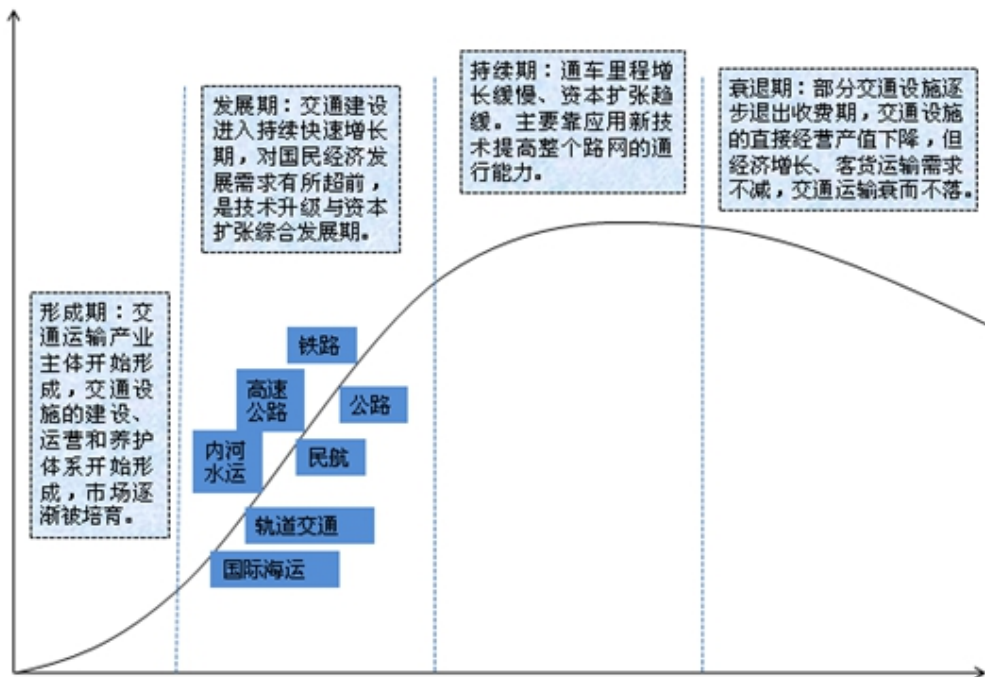 形成期：交
通运输产业
主体开始形
成，交通设
施的建设、
运营和养护
体系开始形
成，市场逐
渐被培育。
发展期：交通建设
进入持续快速增长
期，对国民经济发
展需求有所超前，
是技术升级与资本
扩张综合发展期。
持续期：通车里程增
长缓慢、资本扩张趋
缓。主要靠应用新技
术提高整个路网的通
行能力。
衰退期：部分交通设施逐
步退出收费期，交通设施
的直接经营产值下降，但
经济增长、客货运输需求
不减，交通运输衰而不落。
铁路
高速
公路
公路
内河
水运
民航
轨道交通
国际海运